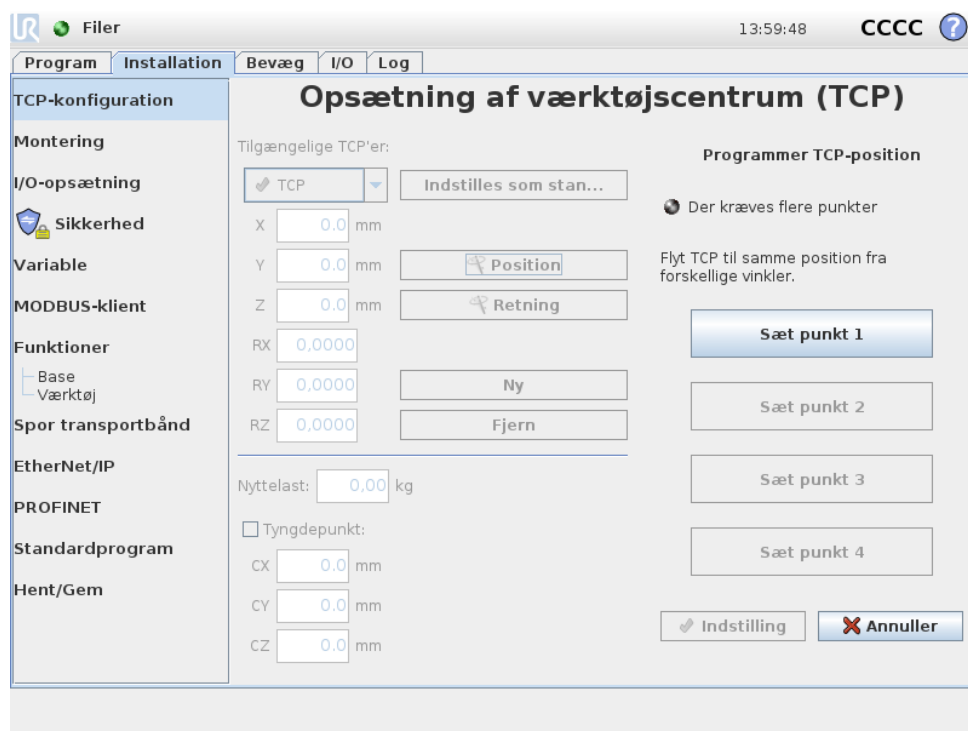 UR Filer 13:59:48 CCCC ?
Program Installation Bevæg I/O Log
TCP-konfiguration
Montering
I/O-opsætning
Sikkerhed
Variable
MODBUS-klient
Funktioner
Base
Værktøj
Spor transportbånd
EtherNet/IP
PROFINET
Standardprogram
Hent/Gem
Opsætning af værktøjscentrum (TCP)
Tilgængelige TCP'er:
TCP Indstilles som stan...
X 0.0 mm
Y 0.0 mm Position
Z 0.0 mm Retning
RX 0,0000
RY 0,0000 Ny
RZ 0,0000 Fjern
Nyttelast: 0,00 kg
Tyngdepunkt:
CX 0.0 mm
CY 0.0 mm
CZ 0.0 mm
Programmer TCP-position
Der kræves flere punkter
Flyt TCP til samme position fra
forskellige vinkler.
Sæt punkt 1
Sæt punkt 2
Sæt punkt 3
Sæt punkt 4
Indstilling Annuller